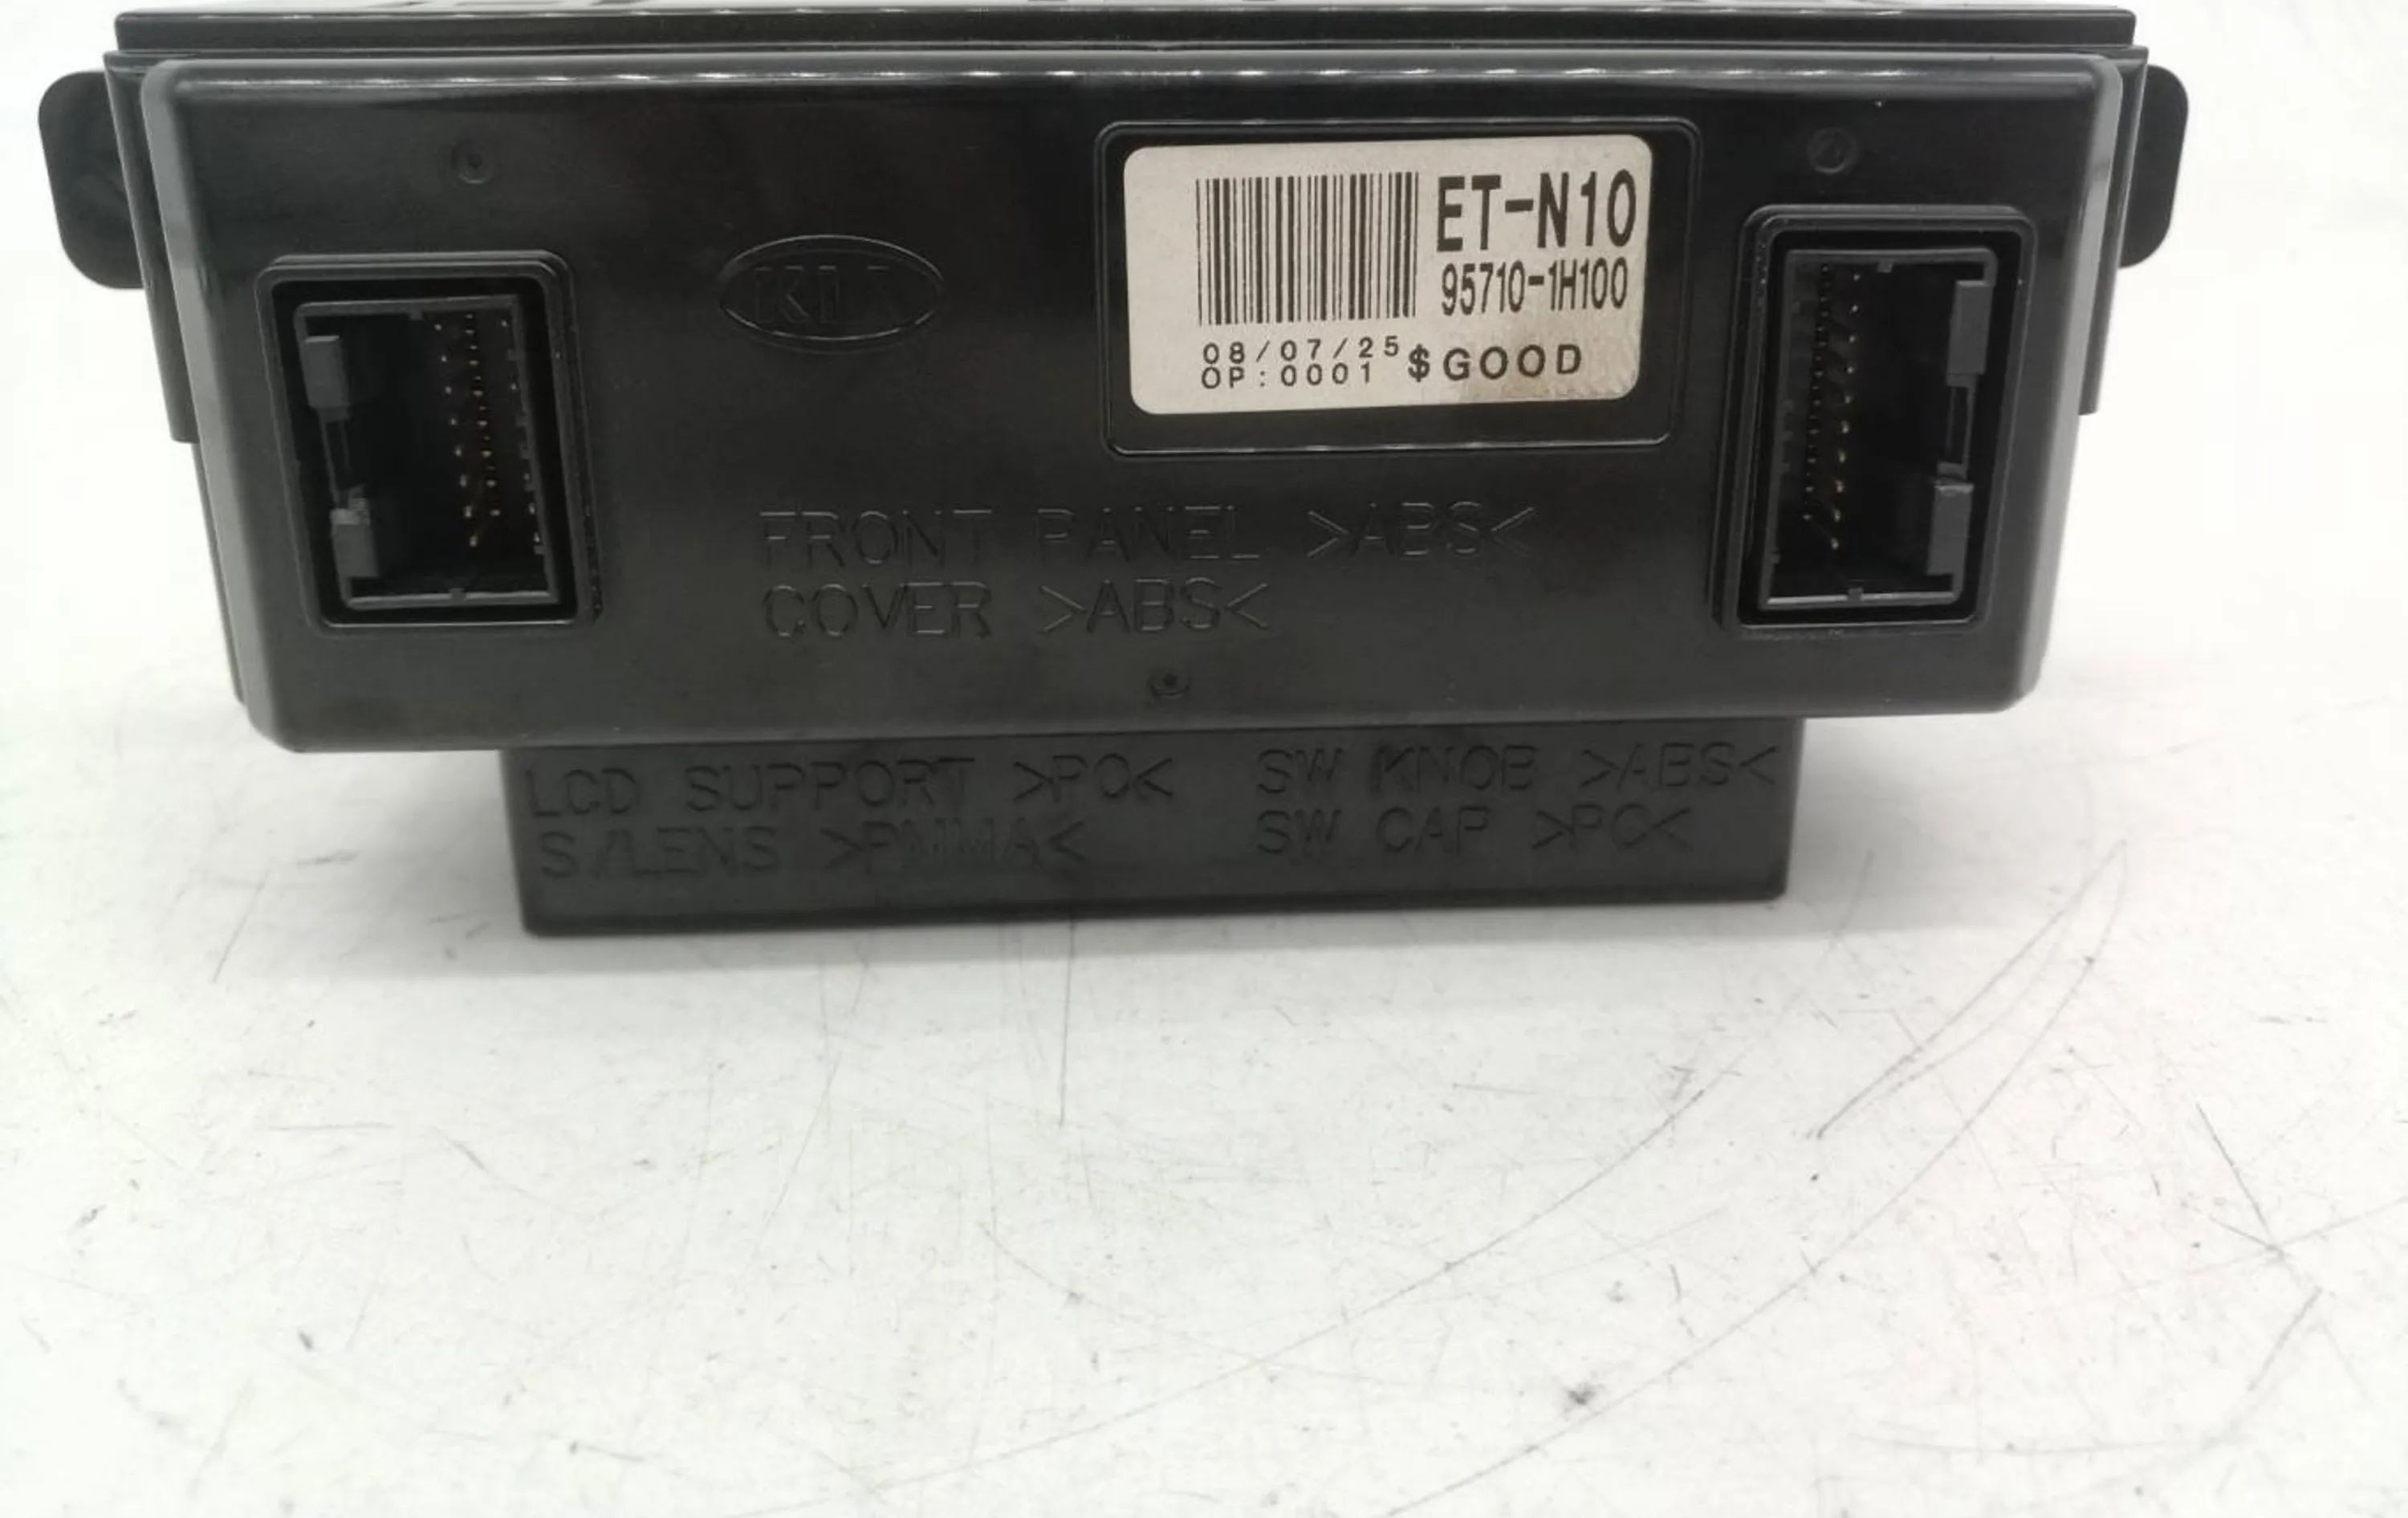 KIA
ET-N10
95710-1H100
08/07/25
OP:0001 $GOOD
FRONT PANEL >ABS<
COVER >ABS<
LCD SUPPORT >PC< SW KNOB >ABS<
S/LENS >PMMA< SW CAP >PC<